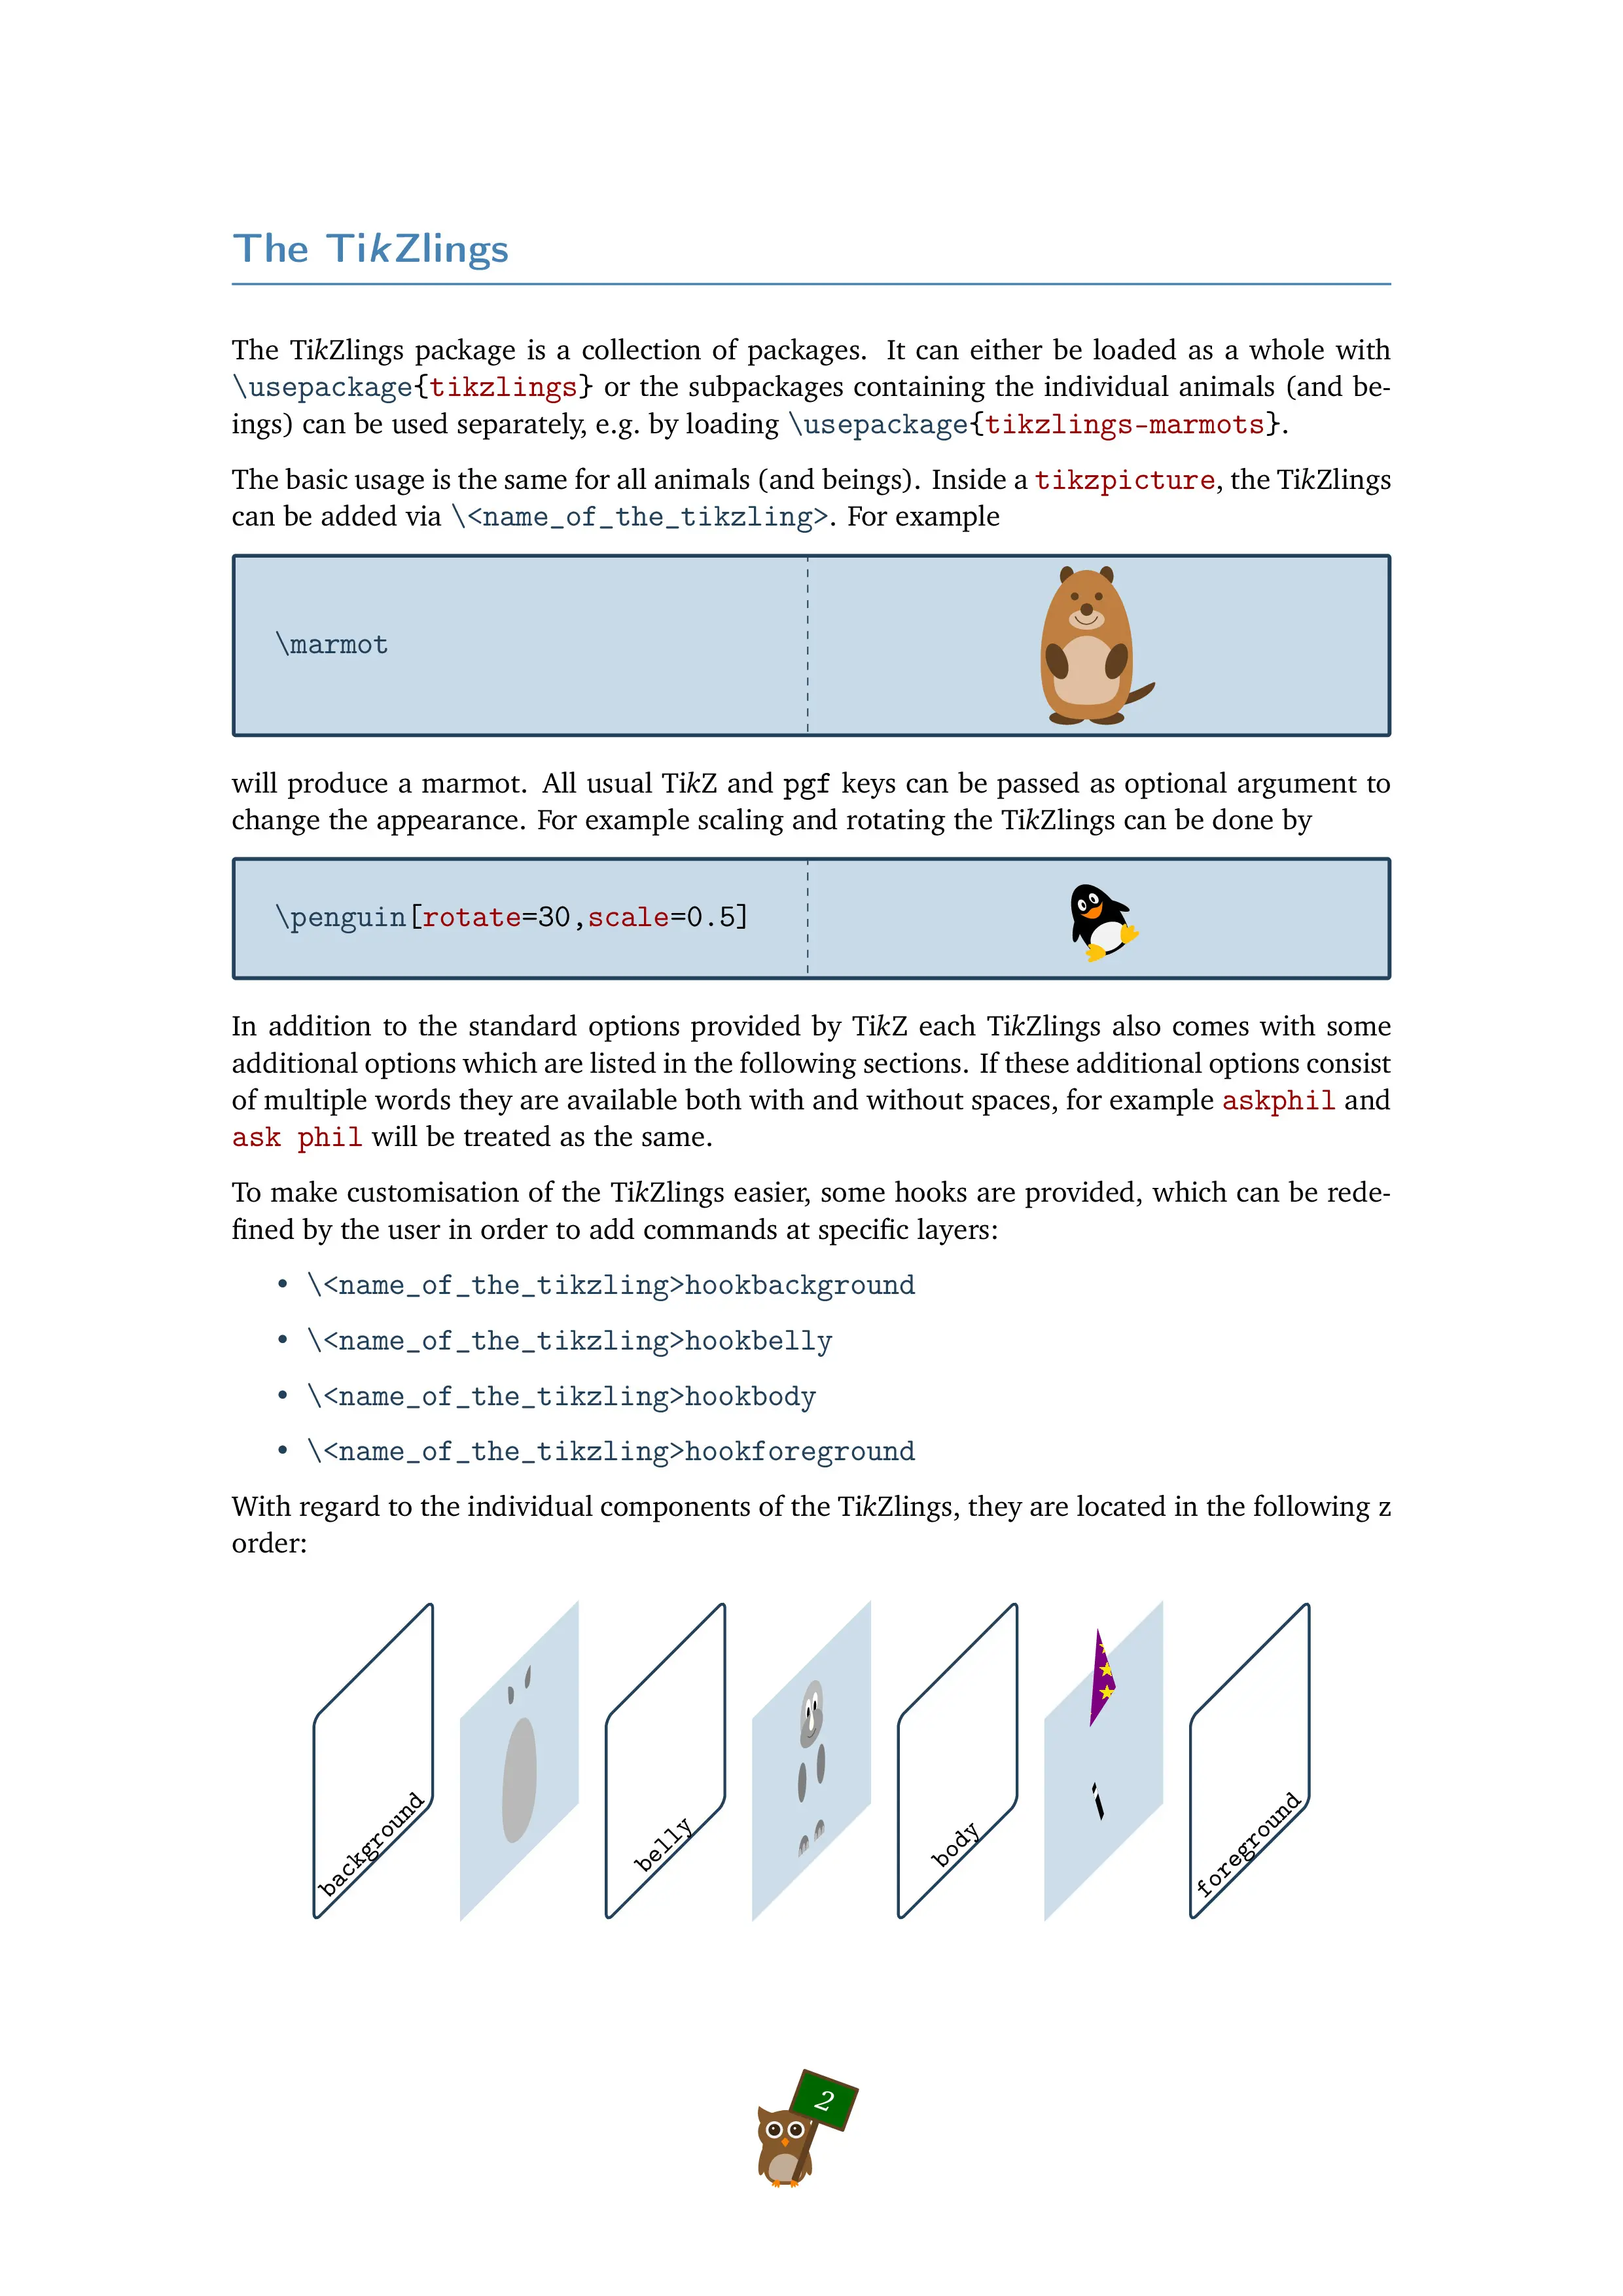 The TikZlings
The TikZlings package is a collection of packages. It can either be loaded as a whole with
\usepackage{tikzlings} or the subpackages containing the individual animals (and be-
ings) can be used separately, e.g. by loading \usepackage{tikzlings-marmots}.
The basic usage is the same for all animals (and beings). Inside a tikzpicture, the TikZlings
can be added via \<name_of_the_tikzling>. For example
\marmot
will produce a marmot. All usual TikZ and pgf keys can be passed as optional argument to
change the appearance. For example scaling and rotating the TikZlings can be done by
\penguin[rotate=30,scale=0.5]
In addition to the standard options provided by TikZ each TikZlings also comes with some
additional options which are listed in the following sections. If these additional options consist
of multiple words they are available both with and without spaces, for example askphil and
ask phil will be treated as the same.
To make customisation of the TikZlings easier, some hooks are provided, which can be rede-
fined by the user in order to add commands at specific layers:
• \<name_of_the_tikzling>hookbackground
• \<name_of_the_tikzling>hookbelly
• \<name_of_the_tikzling>hookbody
• \<name_of_the_tikzling>hookforeground
With regard to the individual components of the TikZlings, they are located in the following z
order:
background
belly
body
foreground
2